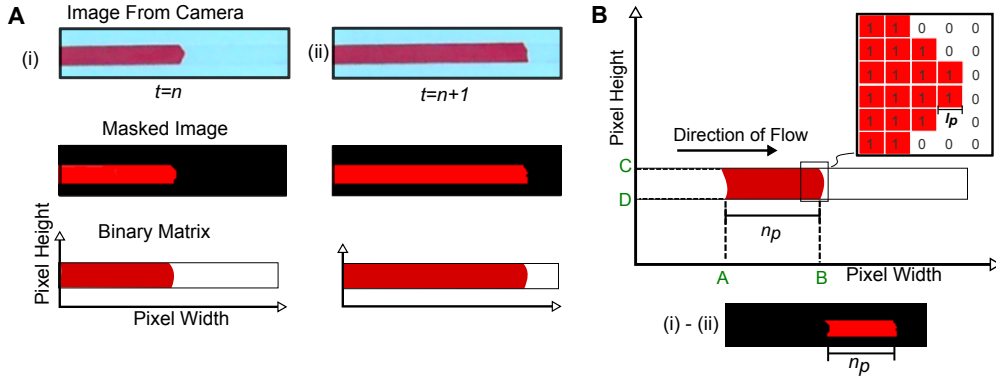 A
Image From Camera
(i)
(ii)
t=n
t=n+1
Masked Image
Binary Matrix
Pixel Height
Pixel Width
B
Pixel Height
1 1 0 0 0
1 1 1 0 0
1 1 1 1 0
1 1 1 1 0
1 1 1 0 0
1 1 0 0 0
lp
Direction of Flow
C
D
np
A
B
Pixel Width
(i) - (ii)
np